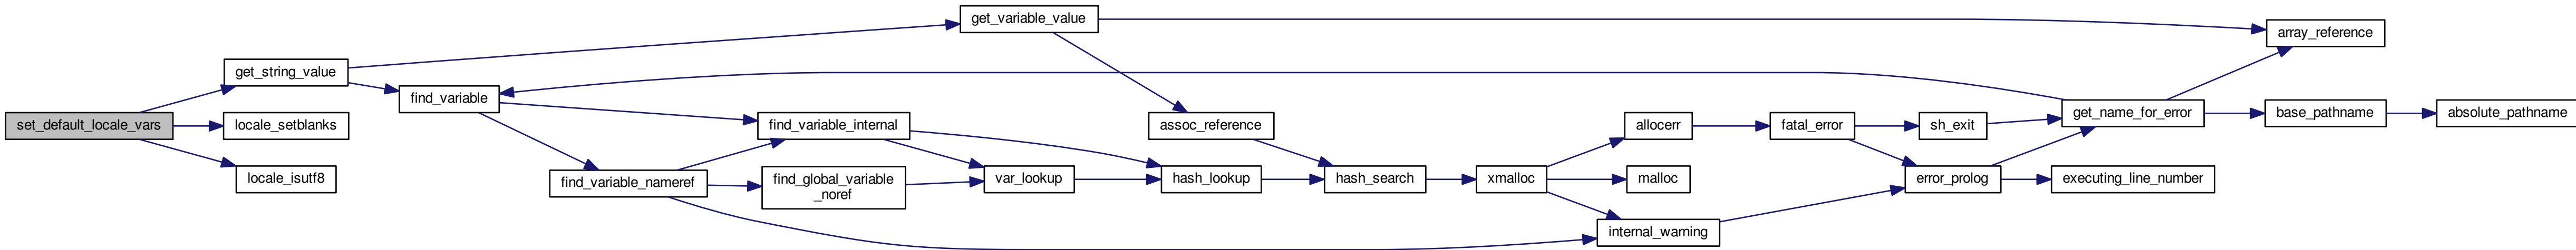 set_default_locale_vars
get_string_value
locale_setblanks
locale_isutf8
find_variable
find_variable_nameref
find_variable_internal
find_global_variable
_noref
get_variable_value
var_lookup
assoc_reference
hash_lookup
hash_search
xmalloc
allocerr
malloc
internal_warning
fatal_error
sh_exit
error_prolog
get_name_for_error
executing_line_number
array_reference
base_pathname
absolute_pathname